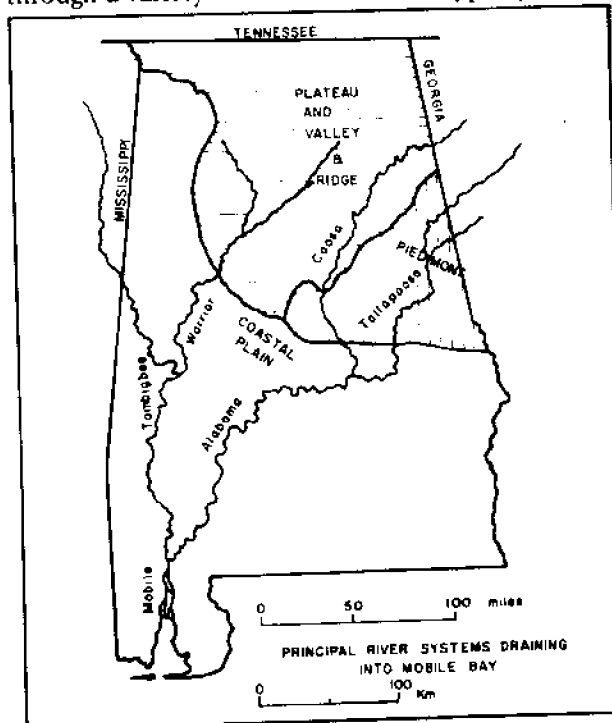 TENNESSEE
GEORGIA
PLATEAU
AND
VALLEY
&
RIDGE
MISSISSIPPI
Coosa
PIEDMONT
Tallapoosa
Warrior
COASTAL
PLAIN
Tombigbee
Alabama
Mobile
0 50 100 miles
PRINCIPAL RIVER SYSTEMS DRAINING
INTO MOBILE BAY
0 100
Km